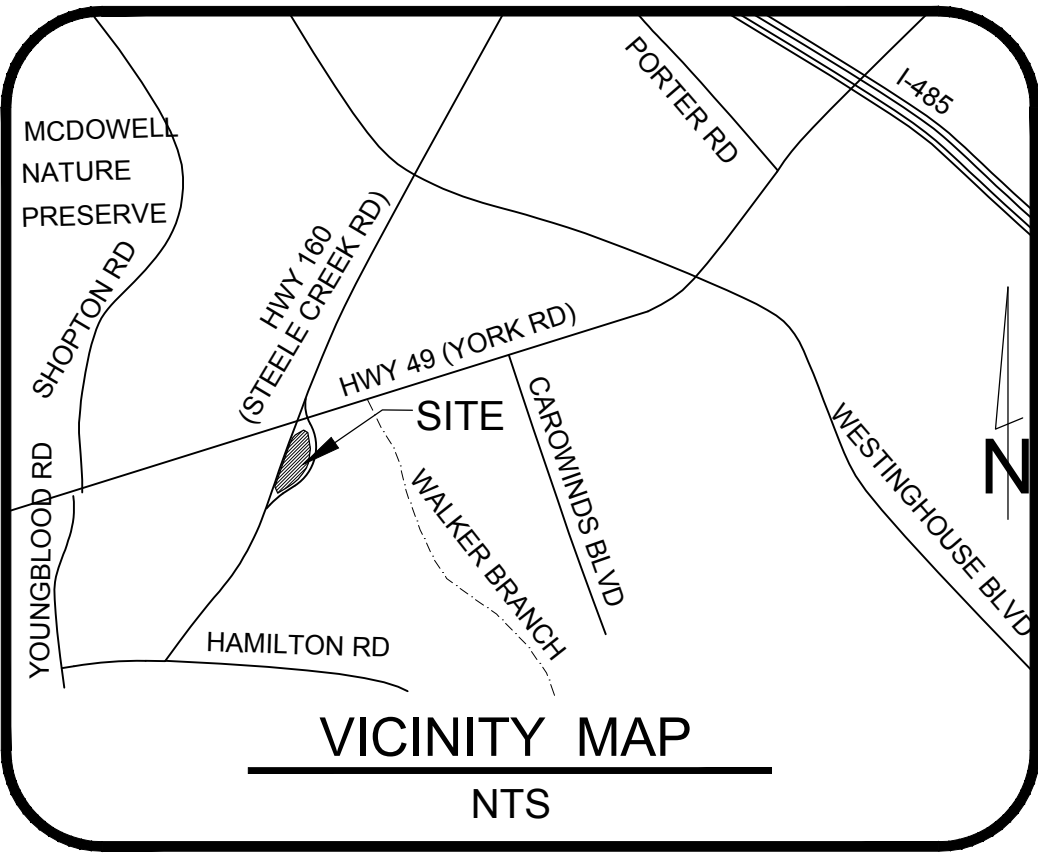 MCDOWELL
NATURE
PRESERVE
SHOPTON RD
YOUNGBLOOD RD
HWY 160
(STEELE CREEK RD)
HWY 49 (YORK RD)
SITE
PORTER RD
I-485
CAROWINDS BLVD
WALKER BRANCH
WESTINGHOUSE BLVD
N
HAMILTON RD
VICINITY MAP
NTS